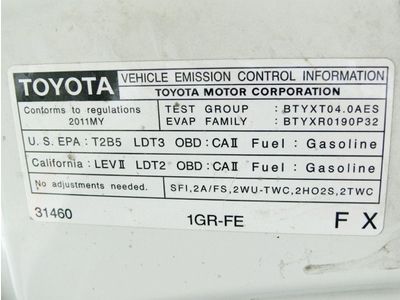 TOYOTA VEHICLE EMISSION CONTROL INFORMATION
TOYOTA MOTOR CORPORATION
Conforms to regulations TEST GROUP : BTYXT04.0AES
2011MY EVAP FAMILY : BTYXR0190P32
U.S. EPA : T2B5 LDT3 OBD : CAⅡ Fuel : Gasoline
California : LEVⅡ LDT2 OBD : CAⅡ Fuel : Gasoline
No adjustments needed. SFI, 2A/FS, 2WU-TWC, 2HO2S, 2TWC
31460 1GR-FE F X